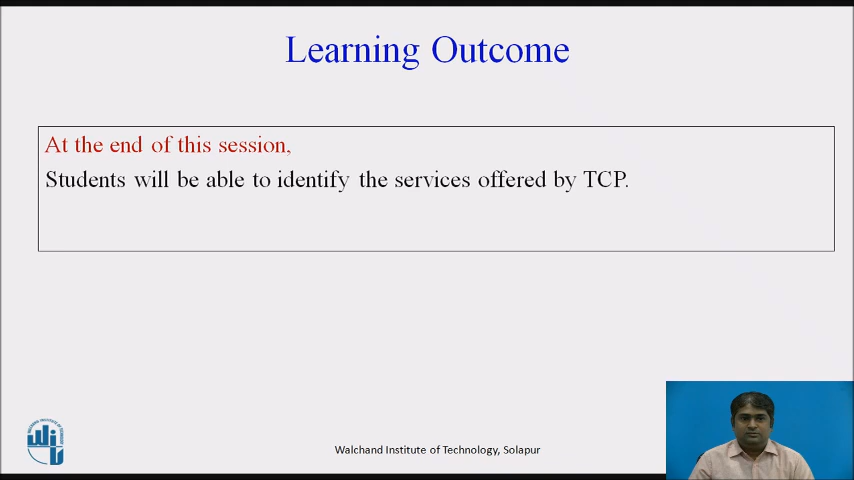 Learning Outcome
At the end of this session,
Students will be able to identify the services offered by TCP.
Walchand Institute of Technology, Solapur